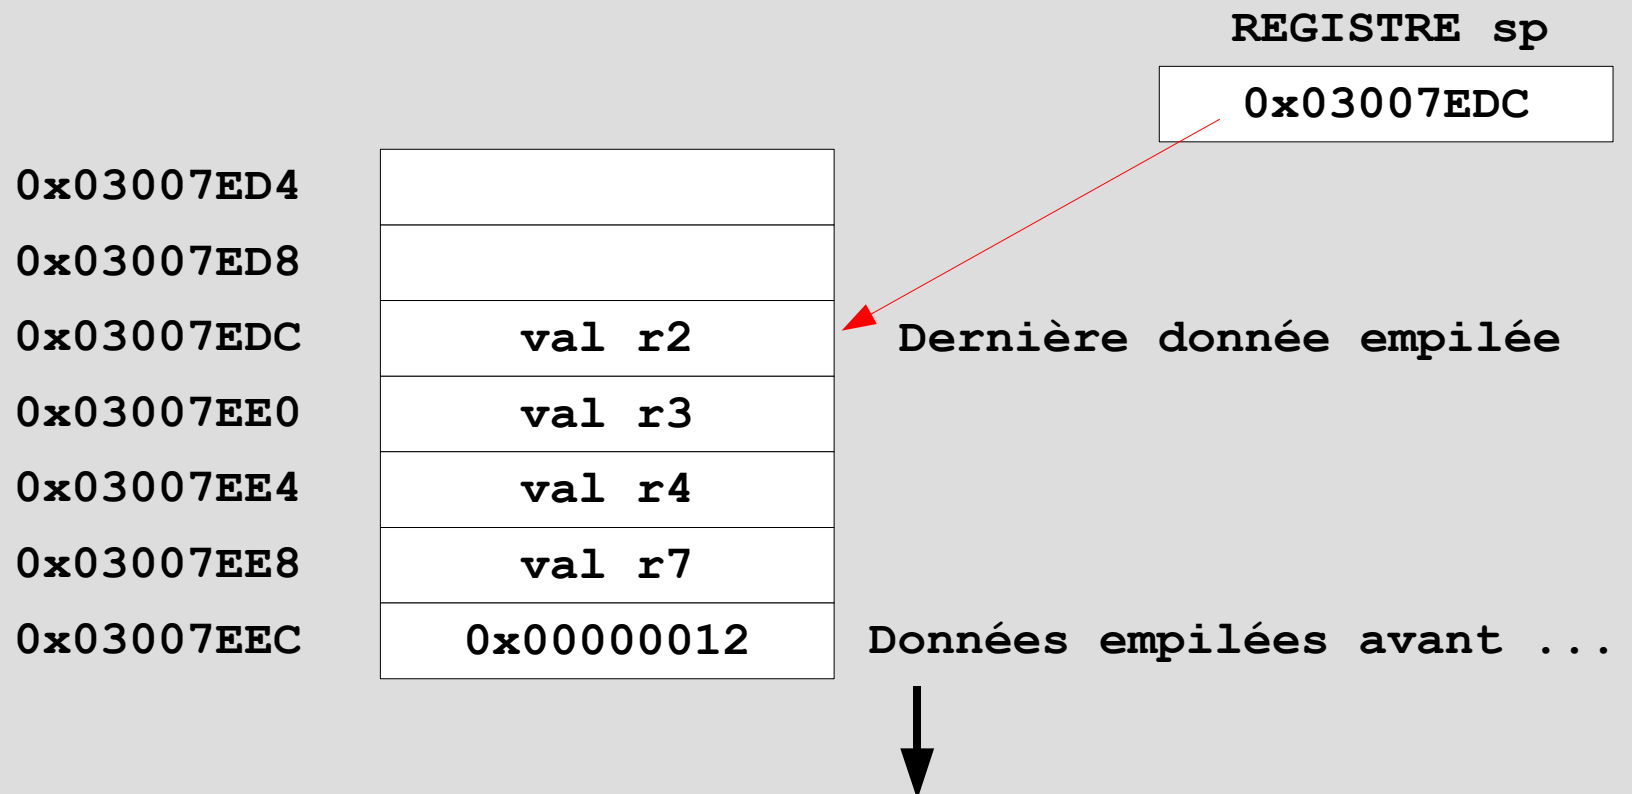 REGISTRE sp
0x03007EDC
0x03007ED4
0x03007ED8
0x03007EDC val r2 Dernière donnée empilée
0x03007EE0 val r3
0x03007EE4 val r4
0x03007EE8 val r7
0x03007EEC 0x00000012 Données empilées avant ...